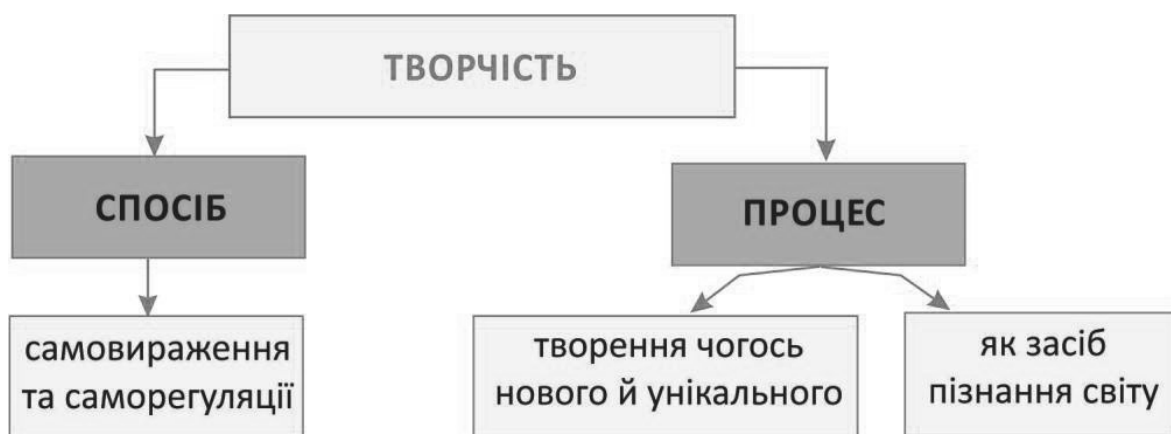 ТВОРЧІСТЬ
СПОСІБ
ПРОЦЕС
самовираження
та саморегуляції
творення чогось
нового й унікального
як засіб
пізнання світу